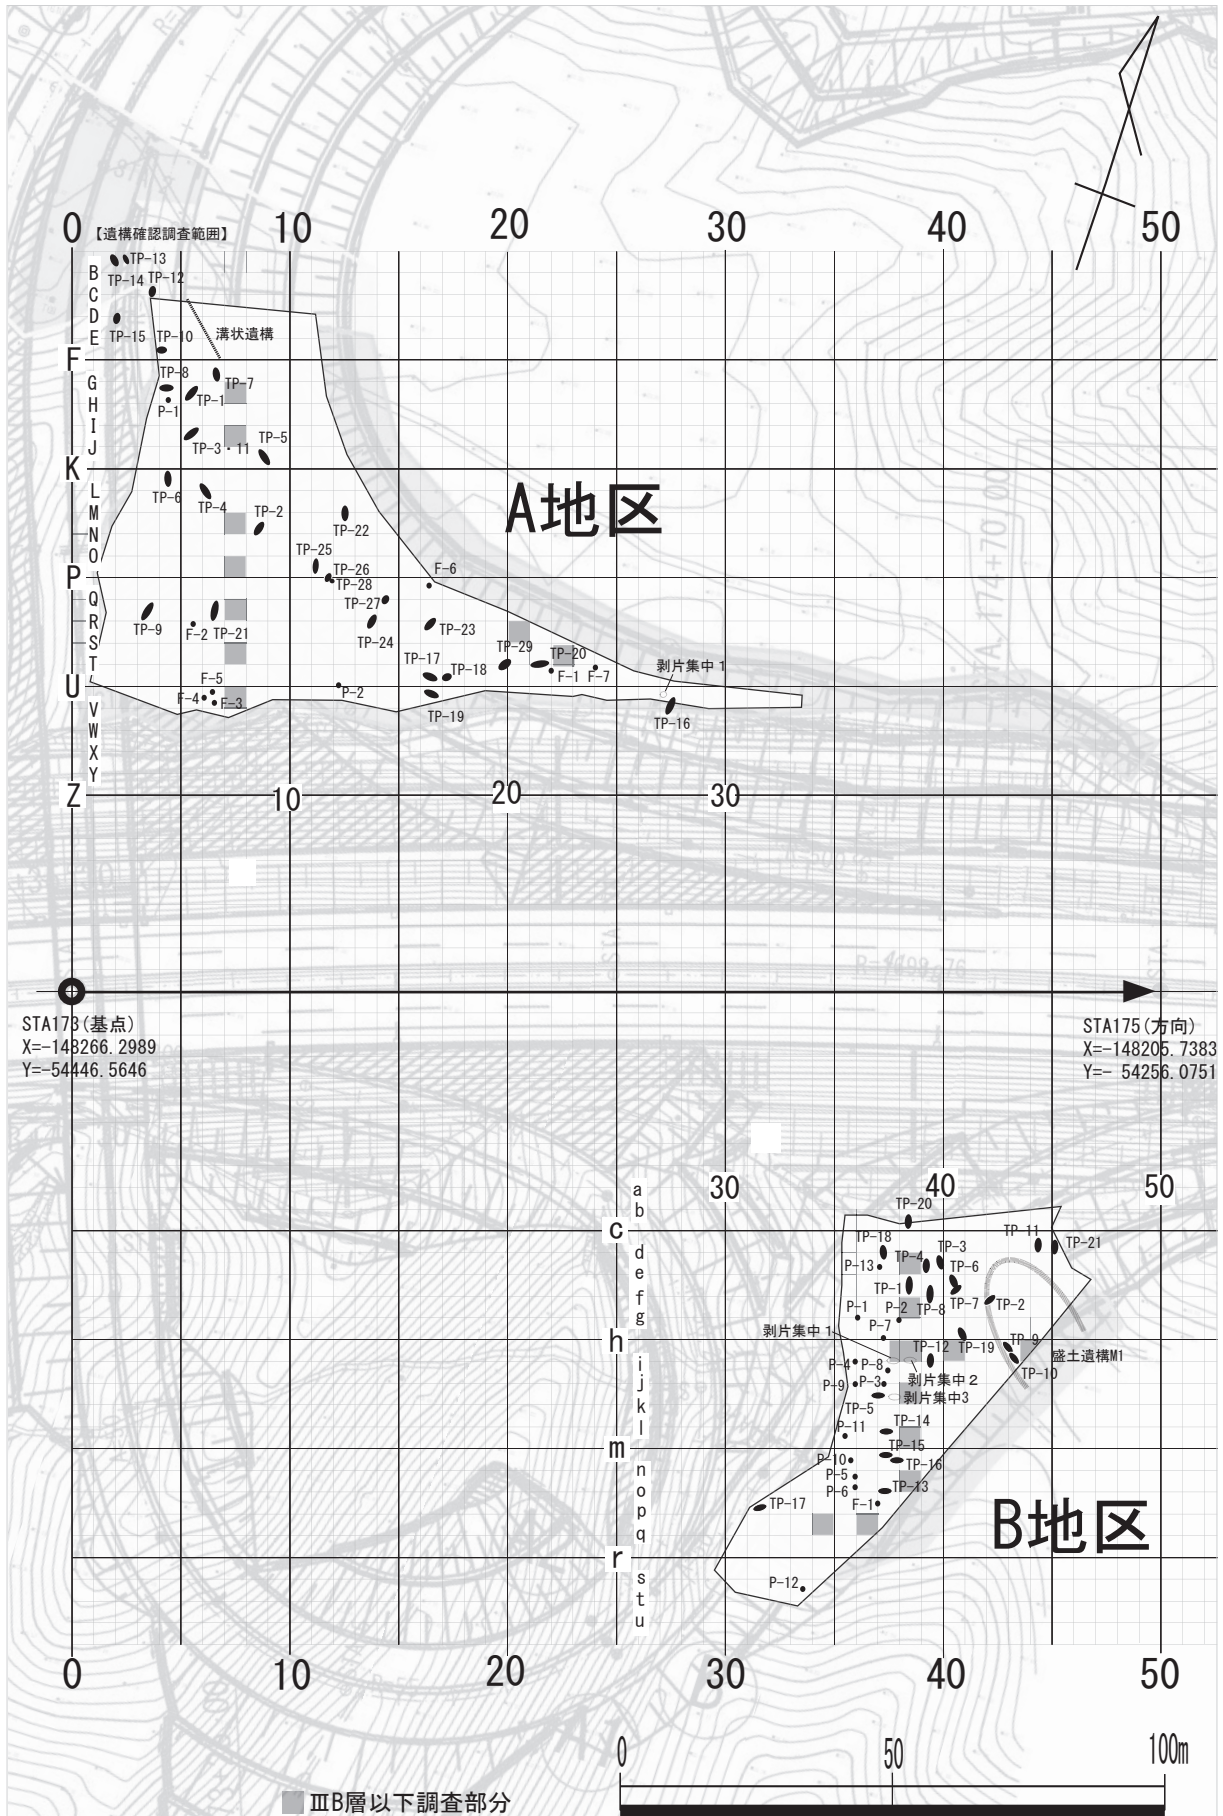 0 10 20 30 40 50
【遺構確認調査範囲】
TP-13
B
TP-14 TP-12
C
D
TP-15 TP-10
E
溝状遺構
F
TP-8
G
TP-7
H
P-1
TP-1
I
TP-3・11
TP-5
J
K
TP-6
L
TP-4
TP-2
A地区
M
TP-22
N
TP-25
O
TP-26
F-6
P
TP-28
Q
TP-27
R
TP-9
F-2
TP-21
TP-24
TP-23
S
TP-29
TP-20
T
TP-17
TP-18
F-1
F-7
剥片集中1
U
F-5
F-4
F-3
P-2
TP-19
TP-16
V
W
X
Y
Z 10 20 30
STA.174+70.00
STA173(基点)
X=-148266.2989
Y=-54446.5646
STA175(方向)
X=-148205.7383
Y=- 54256.0751
a
b
30 40 50
TP-20
c
TP-18
TP-11
TP-21
d
TP-4
TP-3
e
P-13
TP-6
f
TP-1
TP-7
TP-2
g
P-1
P-2
TP-8
P-7
剥片集中1
h
TP-12
TP-19
TP-9
盛土遺構M1
i
P-4
P-8
TP-10
剥片集中2
j
P-9
P-3
剥片集中3
k
TP-5
l
P-11
TP-14
m
TP-15
n
P-10
TP-16
o
P-5
P-6
TP-13
p
TP-17
F-1
B地区
q
r
s
P-12
t
u
0 10 20 30 40 50
0 50 100m
ⅢB層以下調査部分